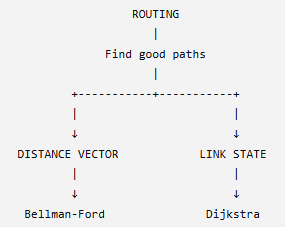 ROUTING
Find good paths
DISTANCE VECTOR LINK STATE
Bellman-Ford Dijkstra